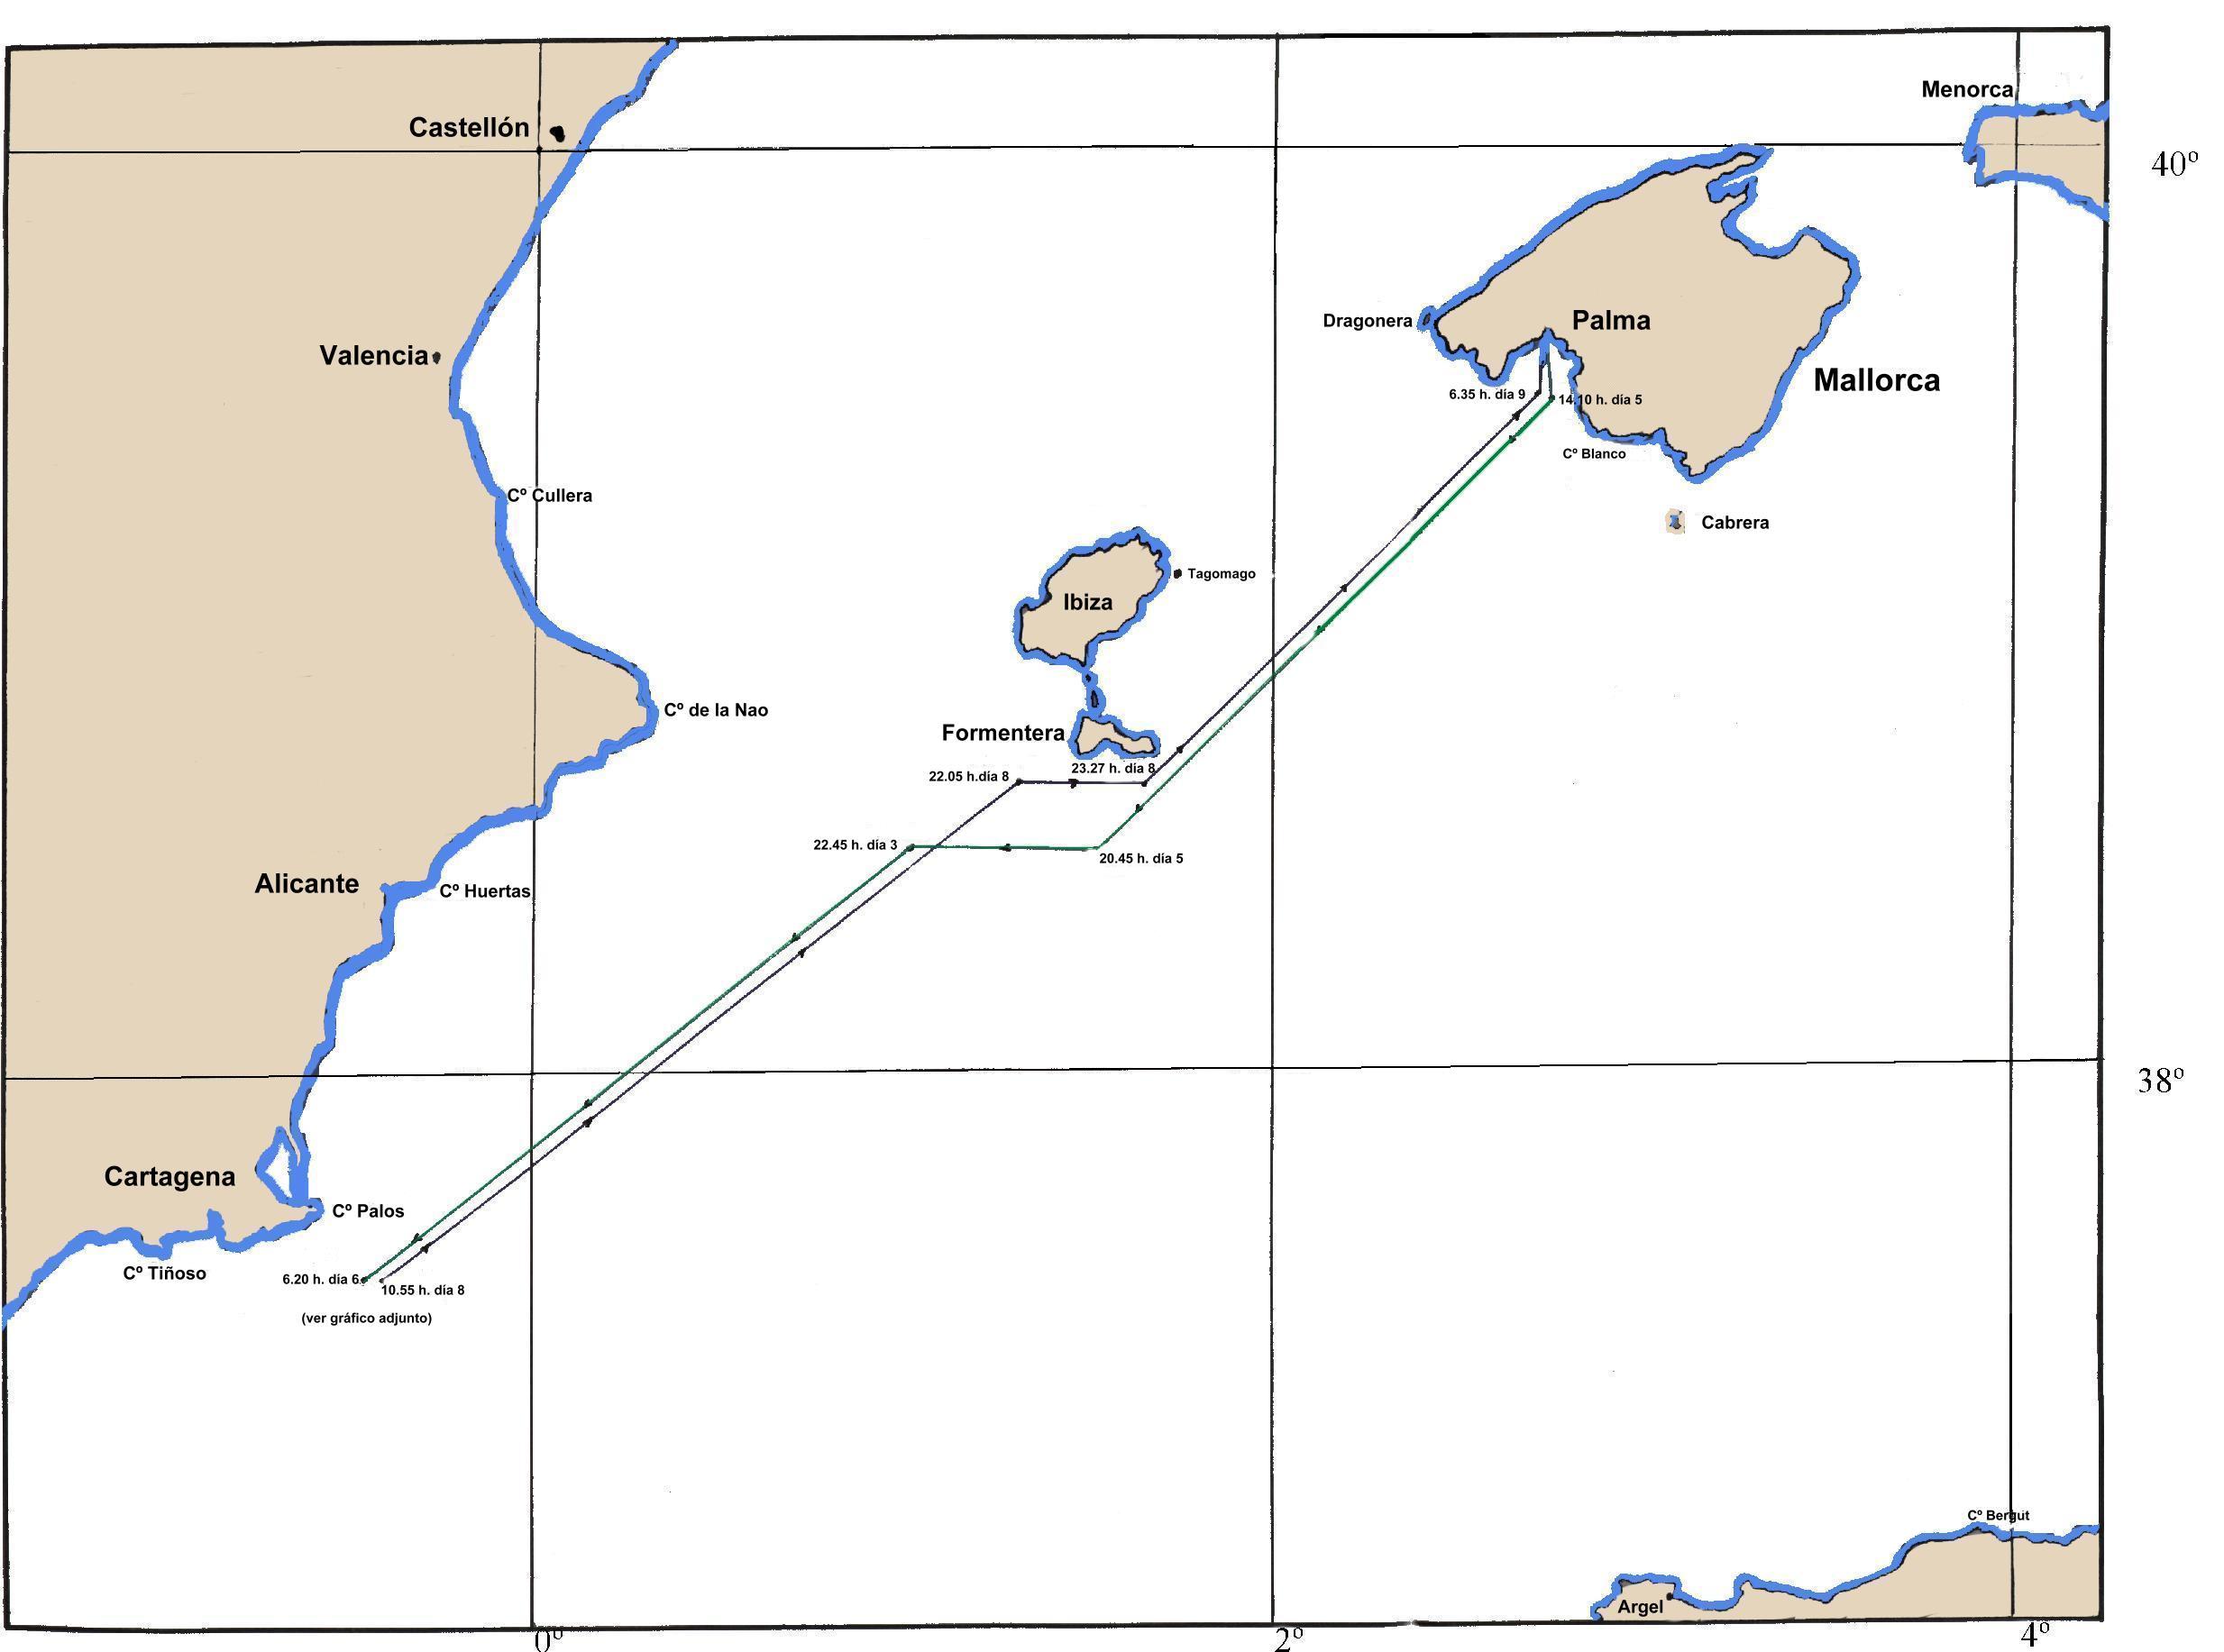 Menorca
Castellón
40º
Dragonera
Palma
Valencia
Mallorca
6.35 h. día 9
14.10 h. día 5
Cº Blanco
Cº Cullera
Cabrera
Tagomago
Ibiza
Cº de la Nao
Formentera
23.27 h. día 8
22.05 h.día 8
22.45 h. día 3
20.45 h. día 5
Alicante
Cº Huertas
38º
Cartagena
Cº Palos
Cº Tiñoso
6.20 h. día 6
10.55 h. día 8
(ver gráfico adjunto)
Cº Bergut
Argel
0º
2º
4º